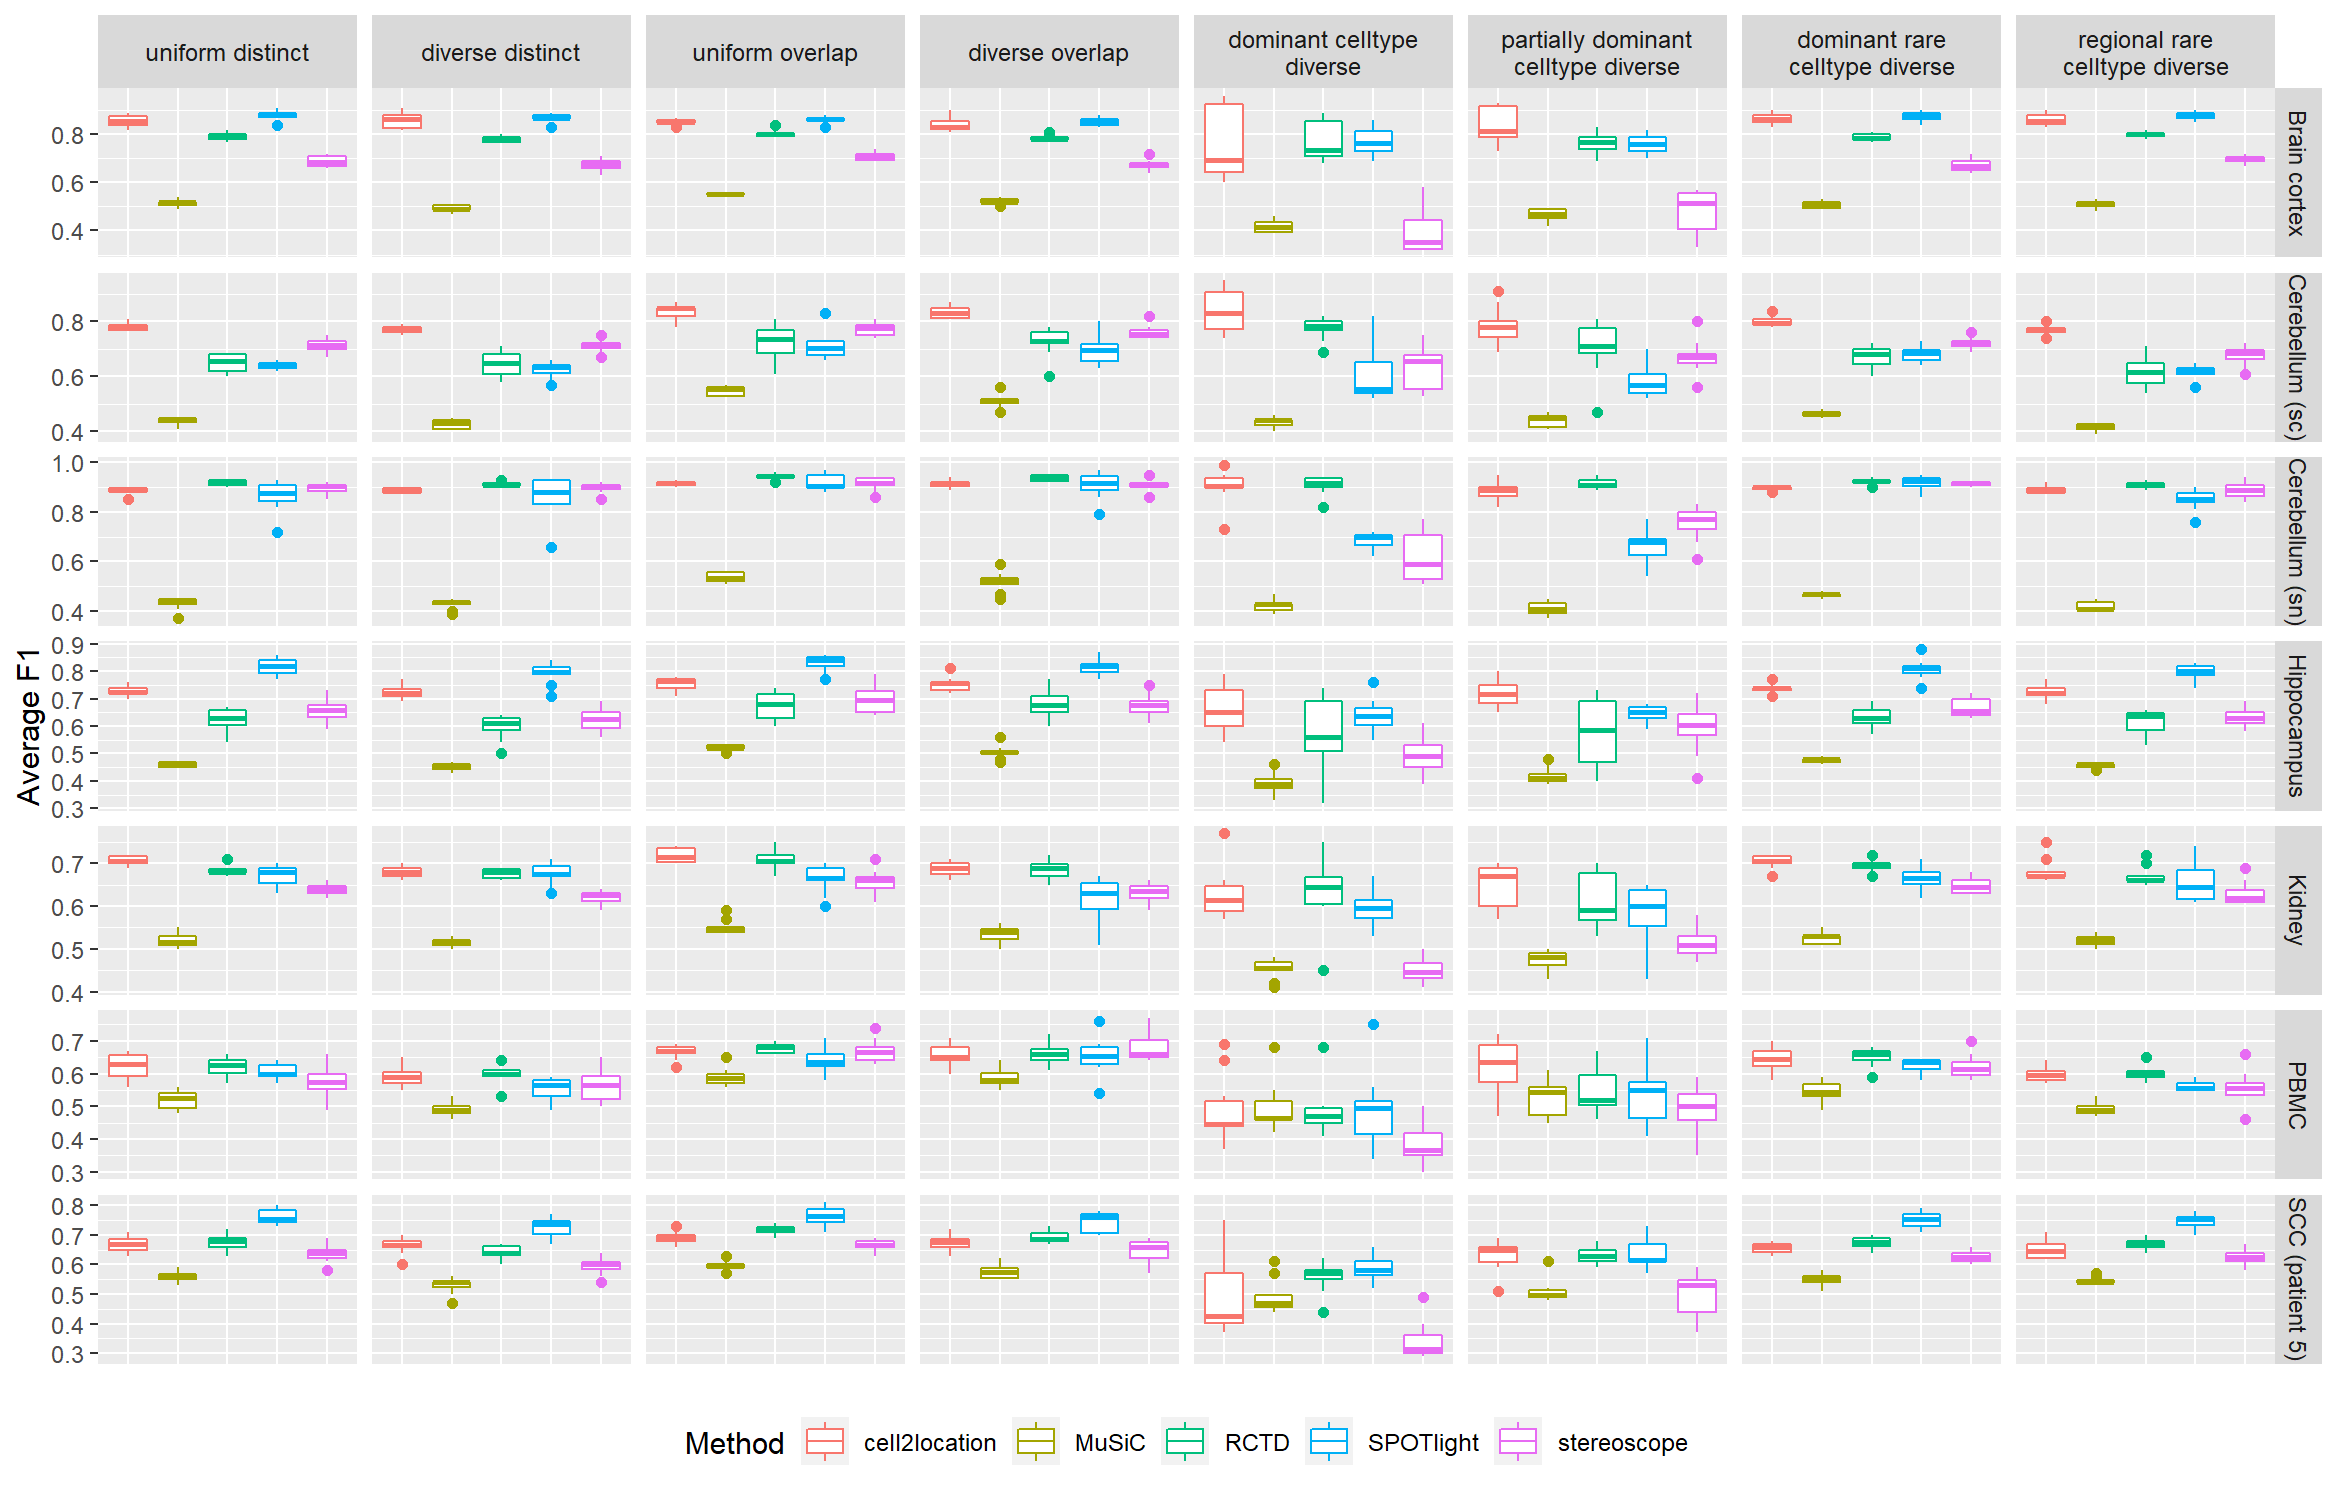 uniform distinct
diverse distinct
uniform overlap
diverse overlap
dominant celltype
diverse
partially dominant
celltype diverse
dominant rare
celltype diverse
regional rare
celltype diverse
Average F1
0.8
0.6
0.4
Brain cortex
0.8
0.6
0.4
Cerebellum (sc)
1.0
0.8
0.6
0.4
Cerebellum (sn)
0.9
0.8
0.7
0.6
0.5
0.4
0.3
Hippocampus
0.7
0.6
0.5
0.4
Kidney
0.7
0.6
0.5
0.4
0.3
PBMC
0.8
0.7
0.6
0.5
0.4
0.3
SCC (patient 5)
Method cell2location MuSiC RCTD SPOTlight stereoscope